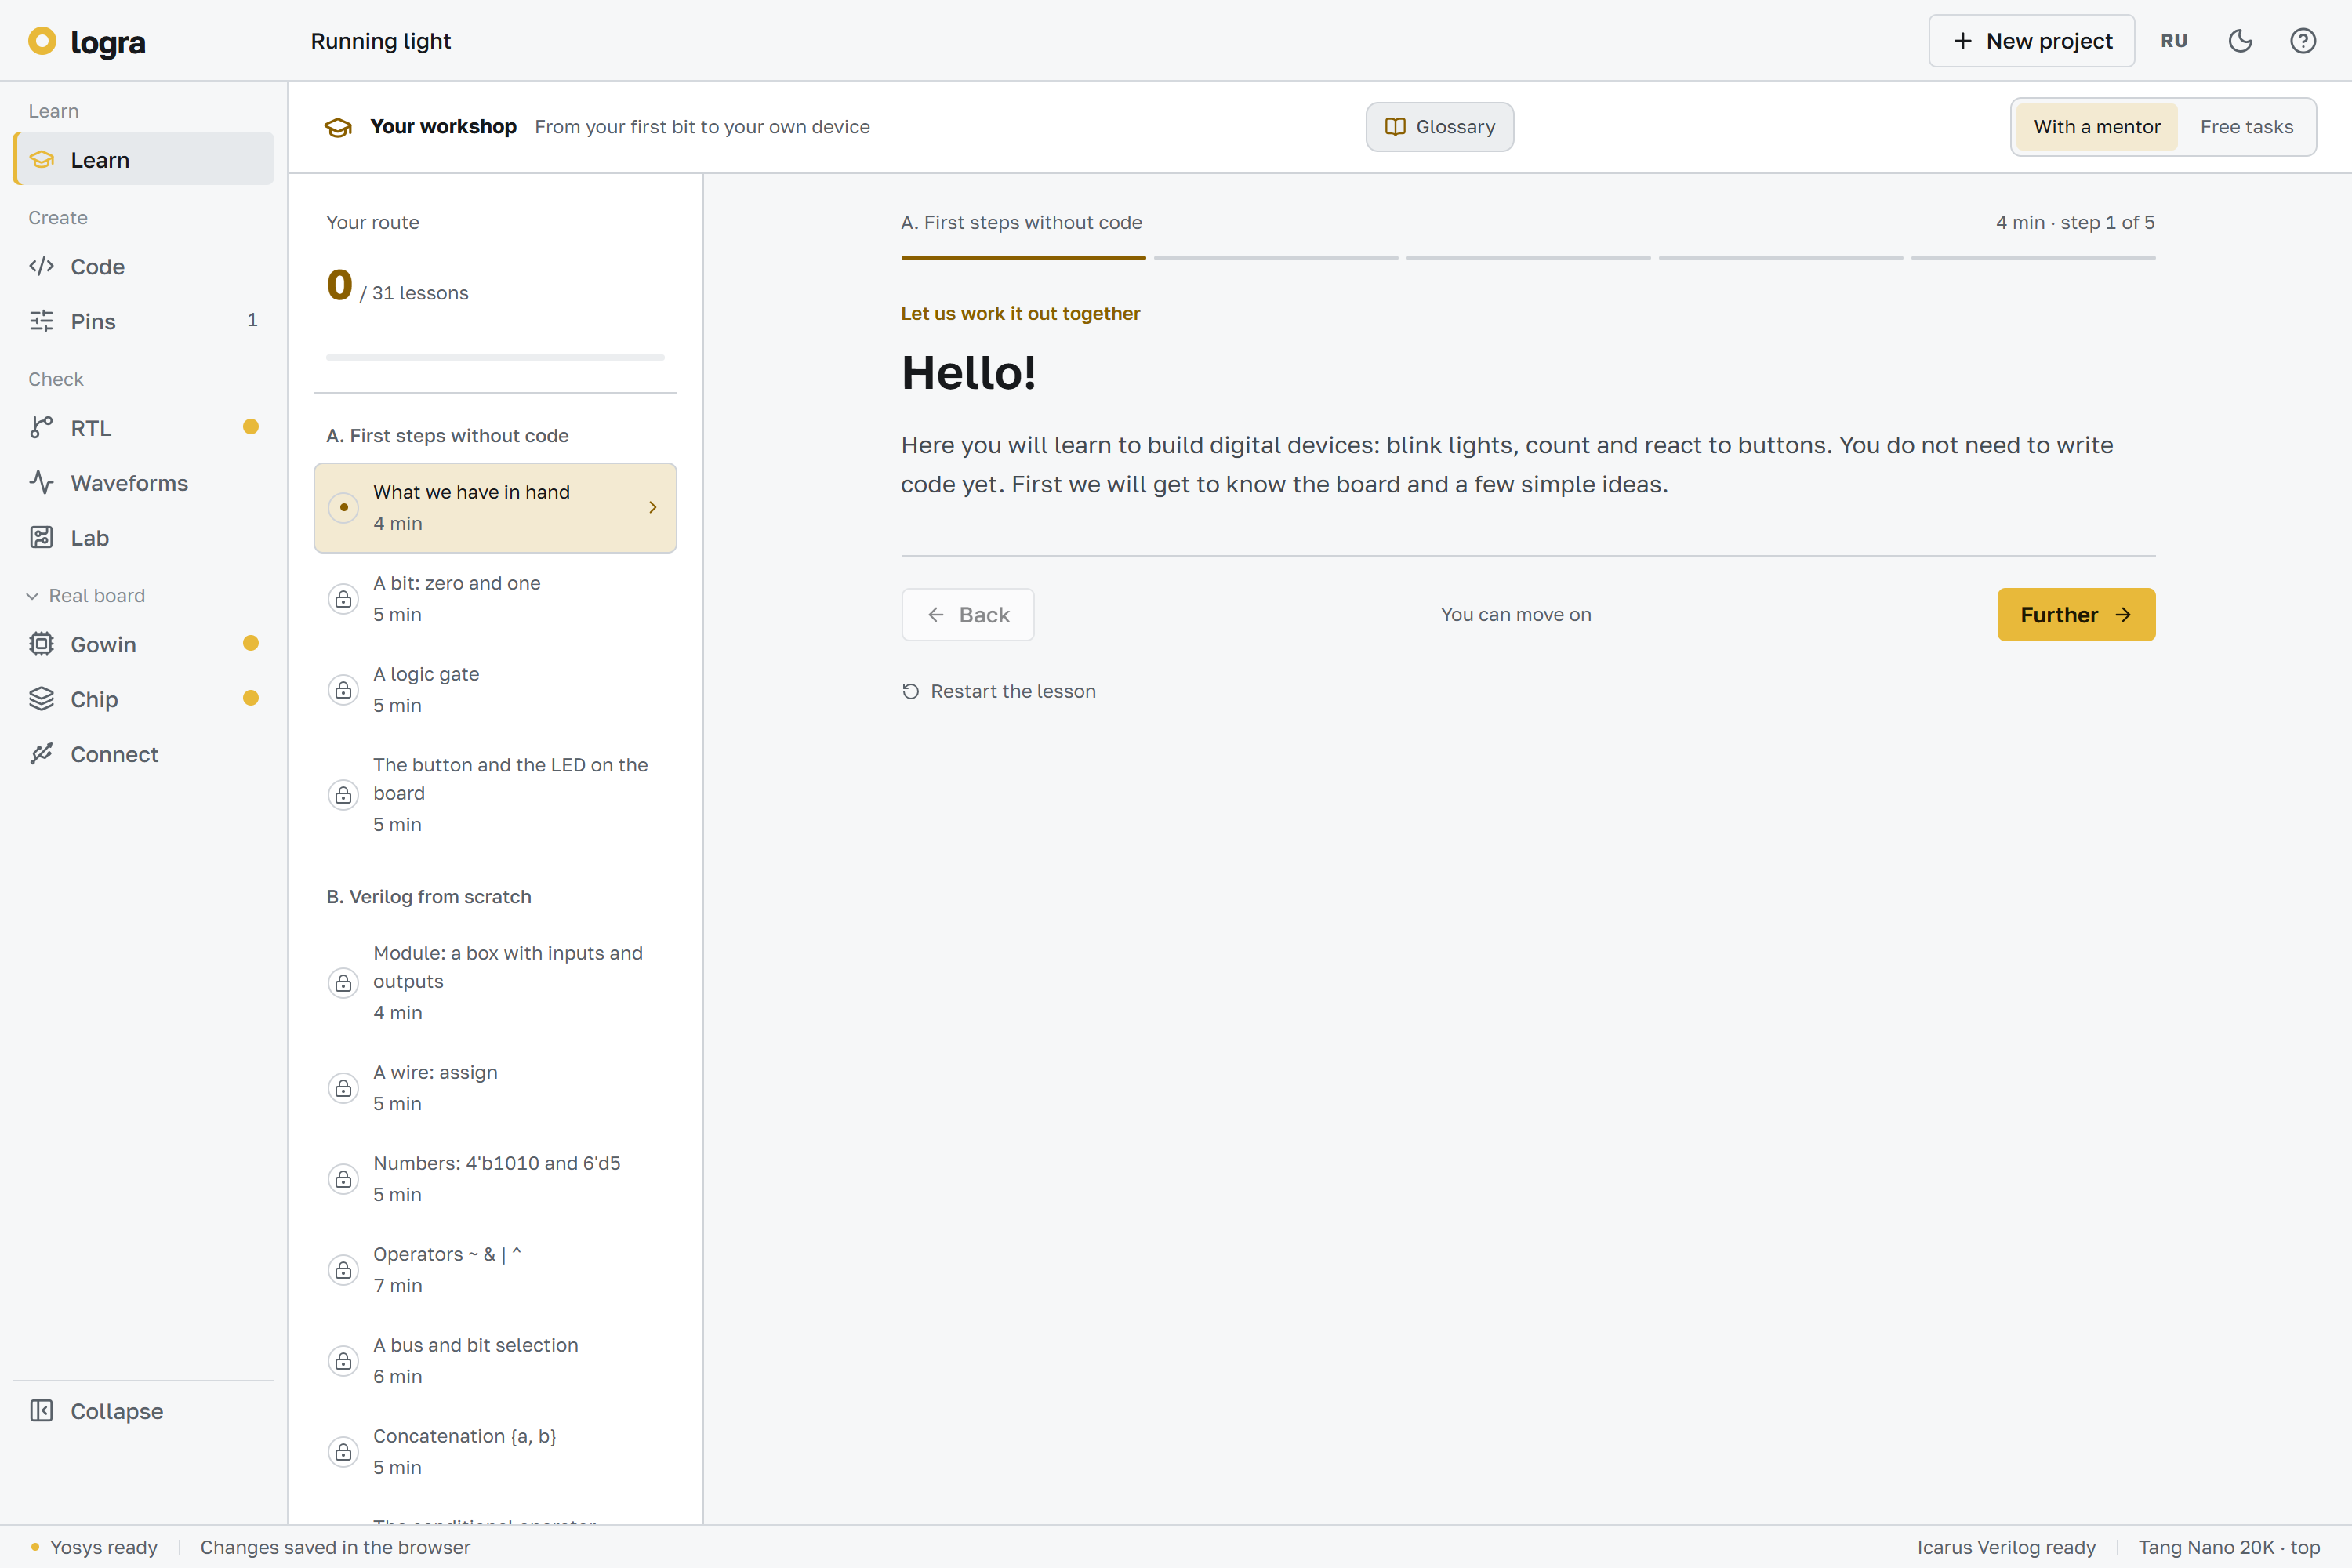 logra
Running light
New project
RU
Learn
Learn
Create
Code
Pins 1
Check
RTL
Waveforms
Lab
Real board
Gowin
Chip
Connect
Collapse
Your workshop From your first bit to your own device
Glossary
With a mentor Free tasks
Your route
0 / 31 lessons
A. First steps without code
What we have in hand
4 min
A bit: zero and one
5 min
A logic gate
5 min
The button and the LED on the
board
5 min
B. Verilog from scratch
Module: a box with inputs and
outputs
4 min
A wire: assign
5 min
Numbers: 4'b1010 and 6'd5
5 min
Operators ~ & | ^
7 min
A bus and bit selection
6 min
Concatenation {a, b}
5 min
A. First steps without code
4 min · step 1 of 5
Let us work it out together
Hello!
Here you will learn to build digital devices: blink lights, count and react to buttons. You do not need to write
code yet. First we will get to know the board and a few simple ideas.
Back
You can move on
Further
Restart the lesson
Yosys ready
Changes saved in the browser
Icarus Verilog ready
Tang Nano 20K · top